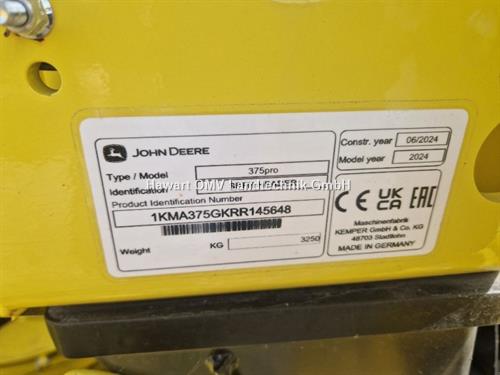 JOHN DEERE
Type / Model 375pro
Identification
Hawart OMV Landtechnik GmbH
Product Identification Number
1KMA375GKRR145648
Weight KG 3250
Constr. year 06/2024
Model year 2024
CE UK CA EAC
Maschinenfabrik
KEMPER GmbH & Co. KG
48703 Stadtlohn
MADE IN GERMANY